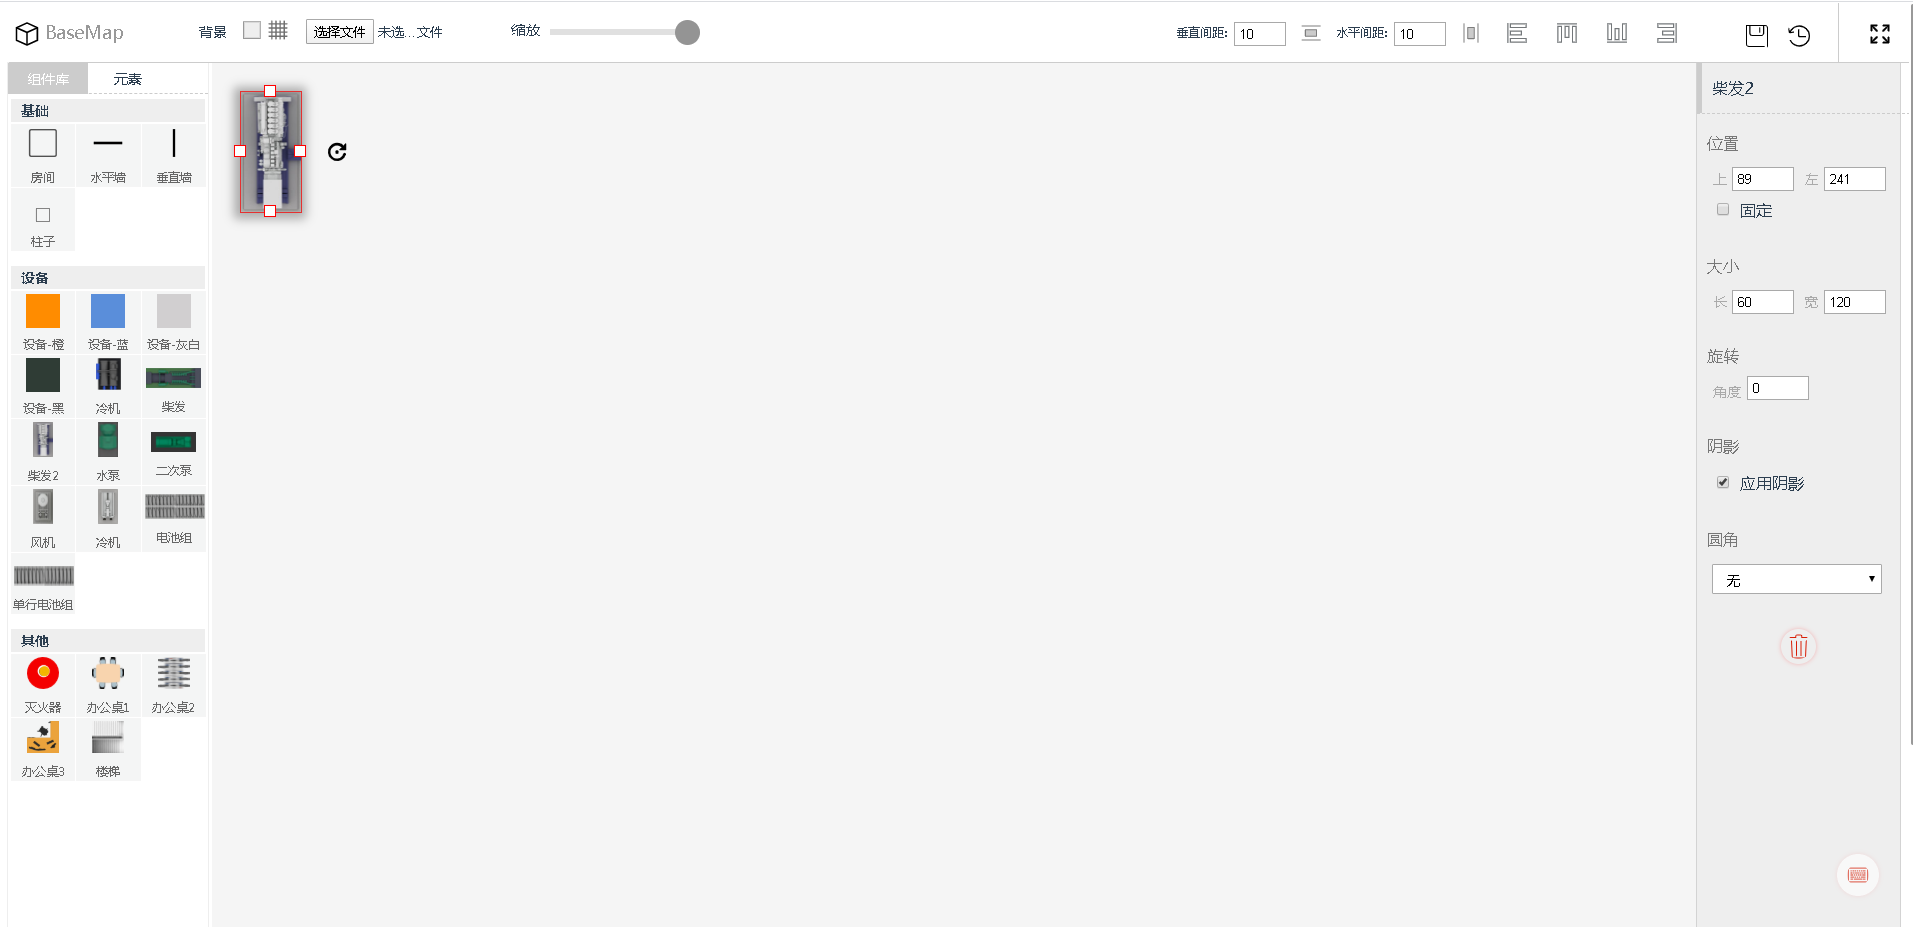 BaseMap
背景
选择文件 未选...文件
缩放
垂直间距: 10
水平间距: 10
组件库 元素
基础
房间 水平墙 垂直墙
柱子
设备
设备-橙 设备-蓝 设备-灰白
设备-黑 冷机 柴发
柴发2 水泵 二次泵
风机 冷机 电池组
单行电池组
其他
灭火器 办公桌1 办公桌2
办公桌3 楼梯
柴发2
位置
上 89 左 241
固定
大小
长 60 宽 120
旋转
角度 0
阴影
应用阴影
圆角
无